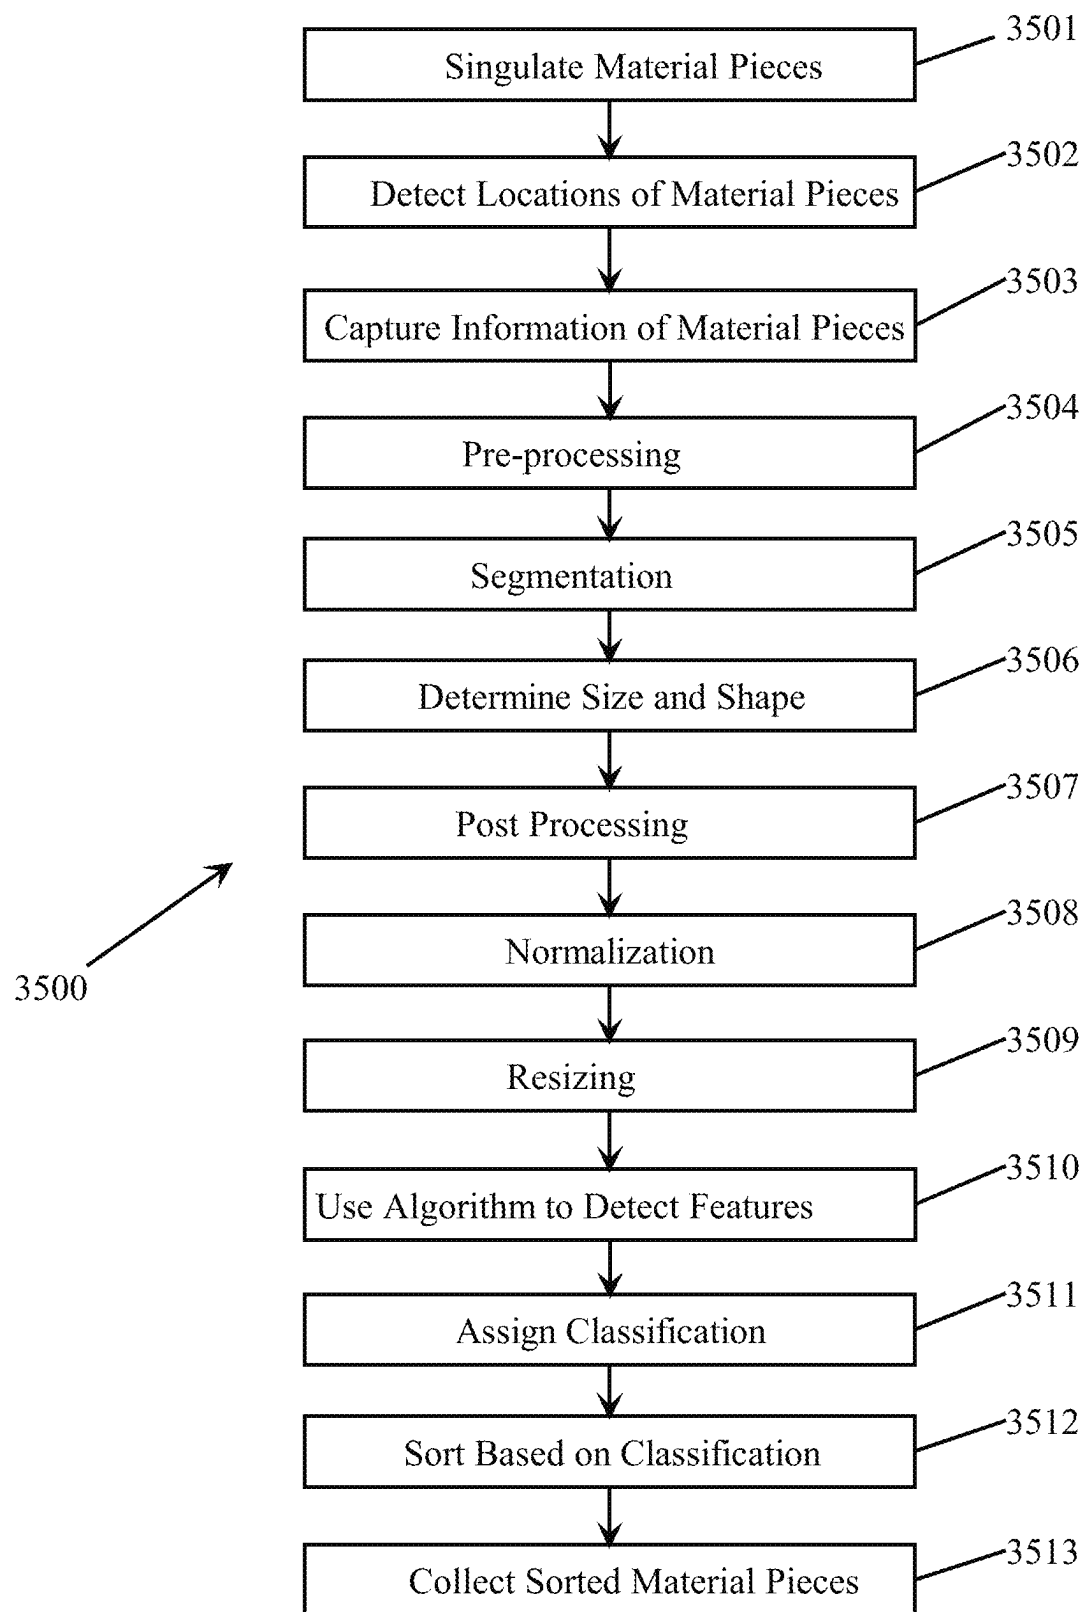 3501
Singulate Material Pieces
3502
Detect Locations of Material Pieces
3503
Capture Information of Material Pieces
3504
Pre-processing
3505
Segmentation
3506
Determine Size and Shape
3507
Post Processing
3508
Normalization
3500
3509
Resizing
3510
Use Algorithm to Detect Features
3511
Assign Classification
3512
Sort Based on Classification
3513
Collect Sorted Material Pieces